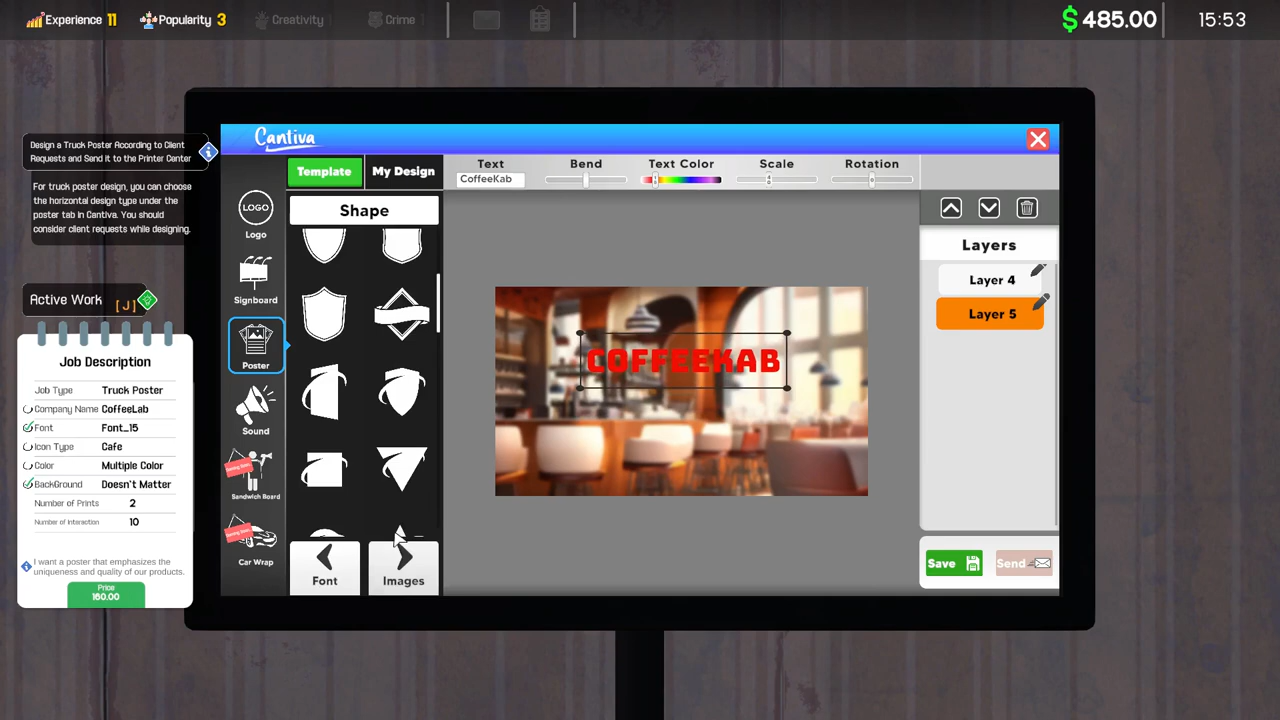 Experience 11
Popularity 3
Creativity
Crime
$ 485.00
15:53
Cantiva
Design a Truck Poster According to Client
Requests and Send it to the Printer Center
For truck poster design, you can choose
the horizontal design type under the
poster tab in Cantiva. You should
consider client requests while designing.
Active Work [J]
Job Description
Job Type Truck Poster
Company Name CoffeeLab
Font Font_15
Icon Type Cafe
Color Multiple Color
BackGround Doesn't Matter
Number of Prints 2
Number of Interaction 10
I want a poster that emphasizes the
uniqueness and quality of our products.
Price
160.00
LOGO
Logo
Signboard
Poster
Sound
Sandwich Board
Car Wrap
Template
My Design
Shape
Font
Images
Text
CoffeeKab
Bend
Text Color
Scale
Rotation
COFFEEKAB
Layers
Layer 4
Layer 5
Save
Send